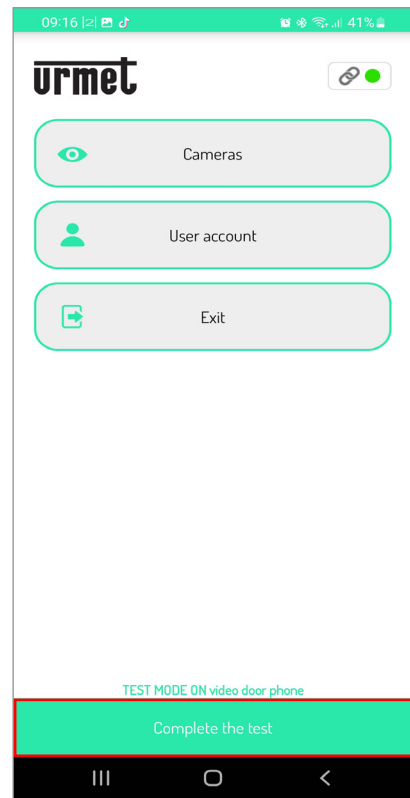 09:16
41%
urmet
Cameras
User account
Exit
TEST MODE ON video door phone
Complete the test